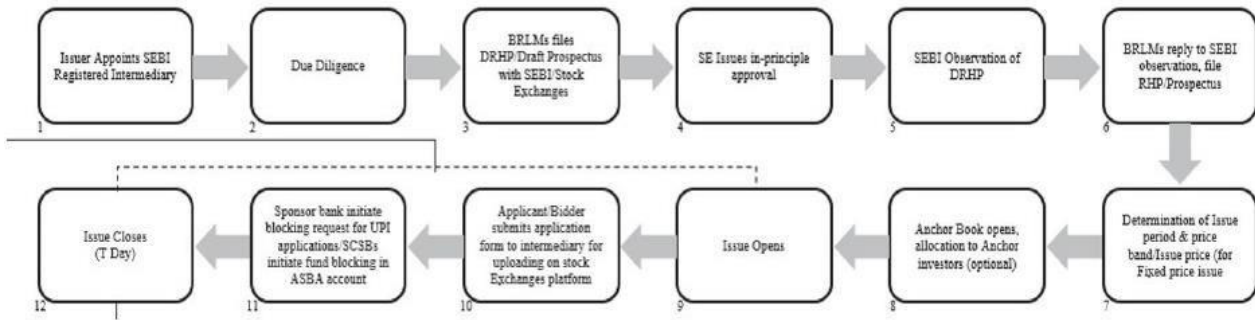 Issuer Appoints SEBI
Registered Intermediary
1
Due Diligence
2
BRLMs files
DRHP/Draft Prospectus
with SEBI/Stock
Exchanges
3
SE Issues in-principle
approval
4
SEBI Observation of
DRHP
5
BRLMs reply to SEBI
observation, file
RHP/Prospectus
6
Determination of Issue
period & price
band/Issue price (for
Fixed price issue
7
Anchor Book opens,
allocation to Anchor
investors (optional)
8
Issue Opens
9
Applicant/Bidder
submits application
form to intermediary for
uploading on stock
Exchanges platform
10
Sponsor bank initiate
blocking request for UPI
applications/SCSBs
initiate fund blocking in
ASBA account
11
Issue Closes
(T Day)
12